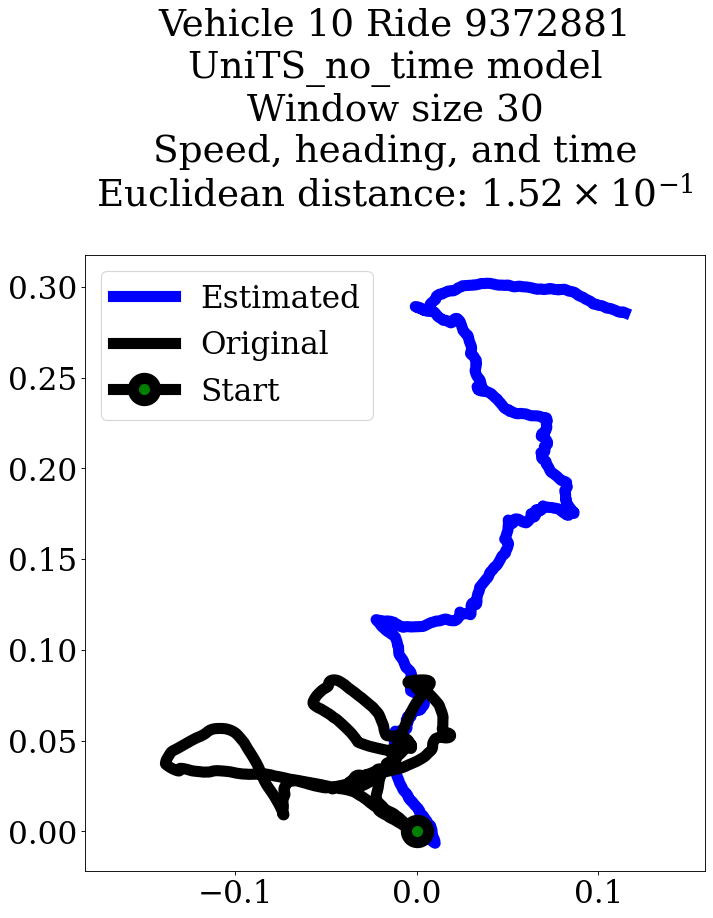 Vehicle 10 Ride 9372881
UniTS_no_time model
Window size 30
Speed, heading, and time
Euclidean distance: 1.52 × 10⁻¹
Estimated
Original
Start
0.30
0.25
0.20
0.15
0.10
0.05
0.00
−0.1
0.0
0.1